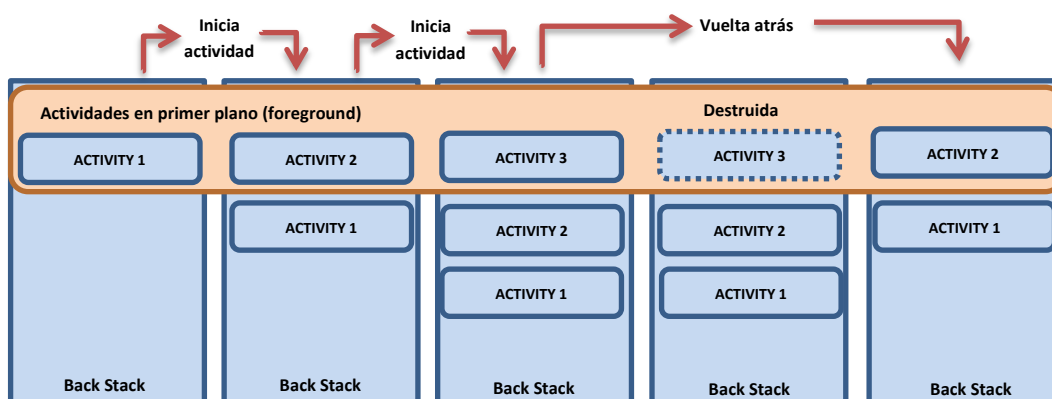 Inicia
actividad
Inicia
actividad
Vuelta atrás
Actividades en primer plano (foreground)
Destruida
ACTIVITY 1
ACTIVITY 2
ACTIVITY 3
ACTIVITY 3
ACTIVITY 2
ACTIVITY 1
ACTIVITY 2
ACTIVITY 2
ACTIVITY 1
ACTIVITY 1
ACTIVITY 1
Back Stack
Back Stack
Back Stack
Back Stack
Back Stack